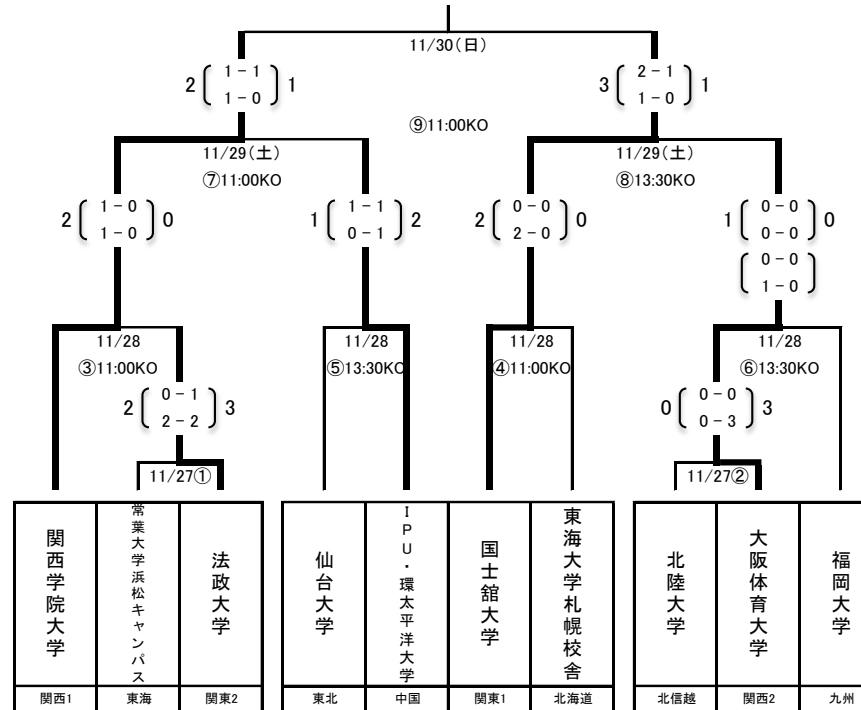 11/30(日)
2 1-1 1
1-0
3 2-1 1
1-0
⑨11:00KO
11/29(土)
⑦11:00KO
11/29(土)
⑧13:30KO
2 1-0 0
1-0
1 1-1 2
0-1
2 0-0 0
2-0
1 0-0 0
0-0
0-0
1-0
11/28
③11:00KO
11/28
⑤13:30KO
11/28
④11:00KO
11/28
⑥13:30KO
2 0-1 3
2-2
0 0-0 3
0-3
11/27①
11/27②
関西学院大学
常葉大学浜松キャンパス
法政大学
仙台大学
IPU・環太平洋大学
国士舘大学
東海大学札幌校舎
北陸大学
大阪体育大学
福岡大学
関西1
東海
関東2
東北
中国
関東1
北海道
北信越
関西2
九州